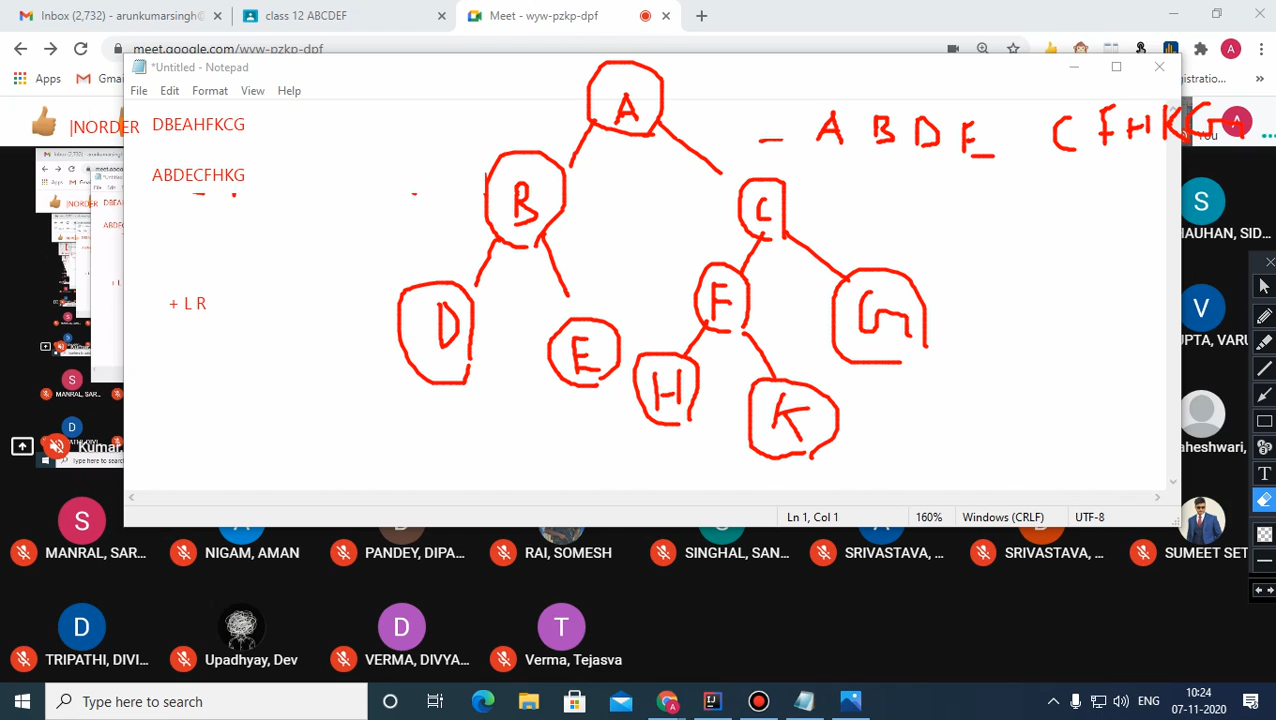 Inbox (2,732) - arunkumarsingh@
class 12 ABCDEF
Meet - wyw-pzkp-dpf
meet.google.com/wyw-pzkp-dpf
Apps
*Untitled - Notepad
File Edit Format View Help
|NORDER DBEAHFKCG
ABDECFHKG
+ L R
A
B
C
D
E
F
G
H
K
A B D E C F H K G
You
Ln 1, Col 1
160%
Windows (CRLF)
UTF-8
MANRAL, SAR...
NIGAM, AMAN
PANDEY, DIPA...
RAI, SOMESH
SINGHAL, SAN...
SRIVASTAVA, ...
SRIVASTAVA, ...
SUMEET SET
TRIPATHI, DIVI...
Upadhyay, Dev
VERMA, DIVYA...
Verma, Tejasva
Type here to search
ENG
10:24
07-11-2020